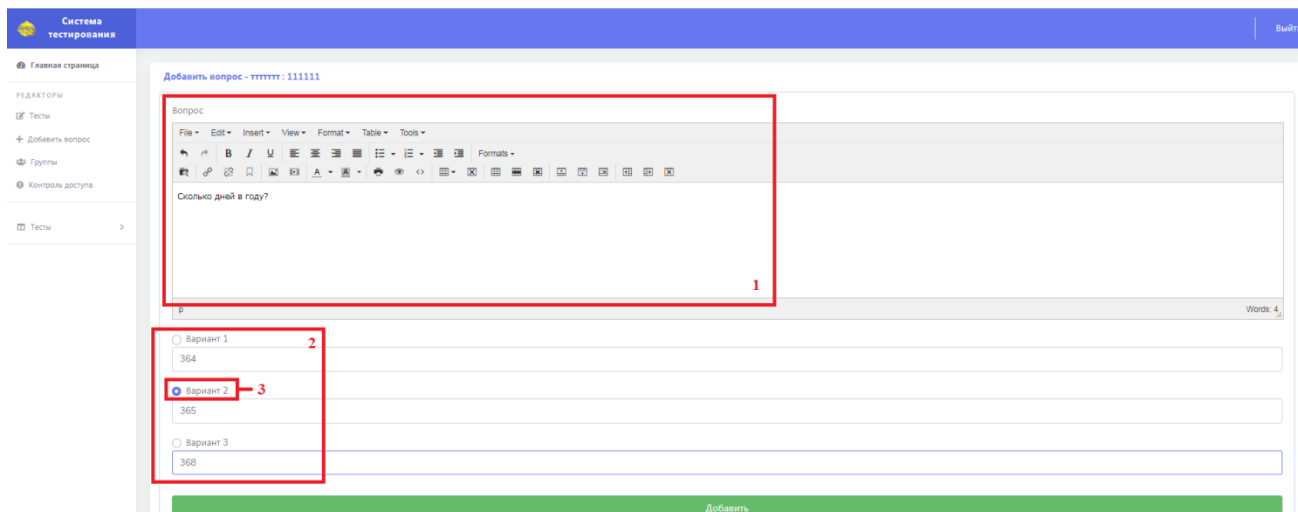 Система
тестирования
Выйти
Главная страница
РЕДАКТОРЫ
Тесты
Добавить вопрос
Группы
Контроль доступа
Тесты
Добавить вопрос - ттттттт : 111111
Вопрос
File Edit Insert View Format Table Tools
Formats
Сколько дней в году?
1
p
Words: 4
Вариант 1
2
364
Вариант 2
3
365
Вариант 3
368
Добавить